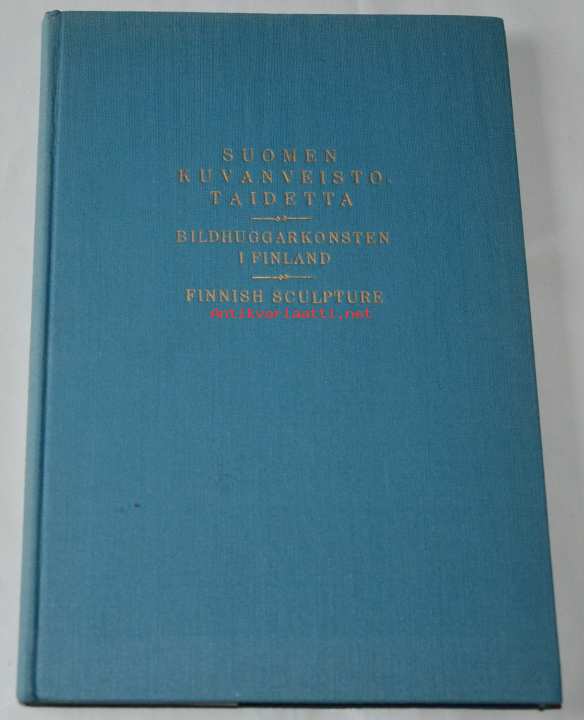 SUOMEN
KUVANVEISTO-
TAIDETTA
BILDHUGGARKONSTEN
I FINLAND
FINNISH SCULPTURE
Antikvariaatti.net